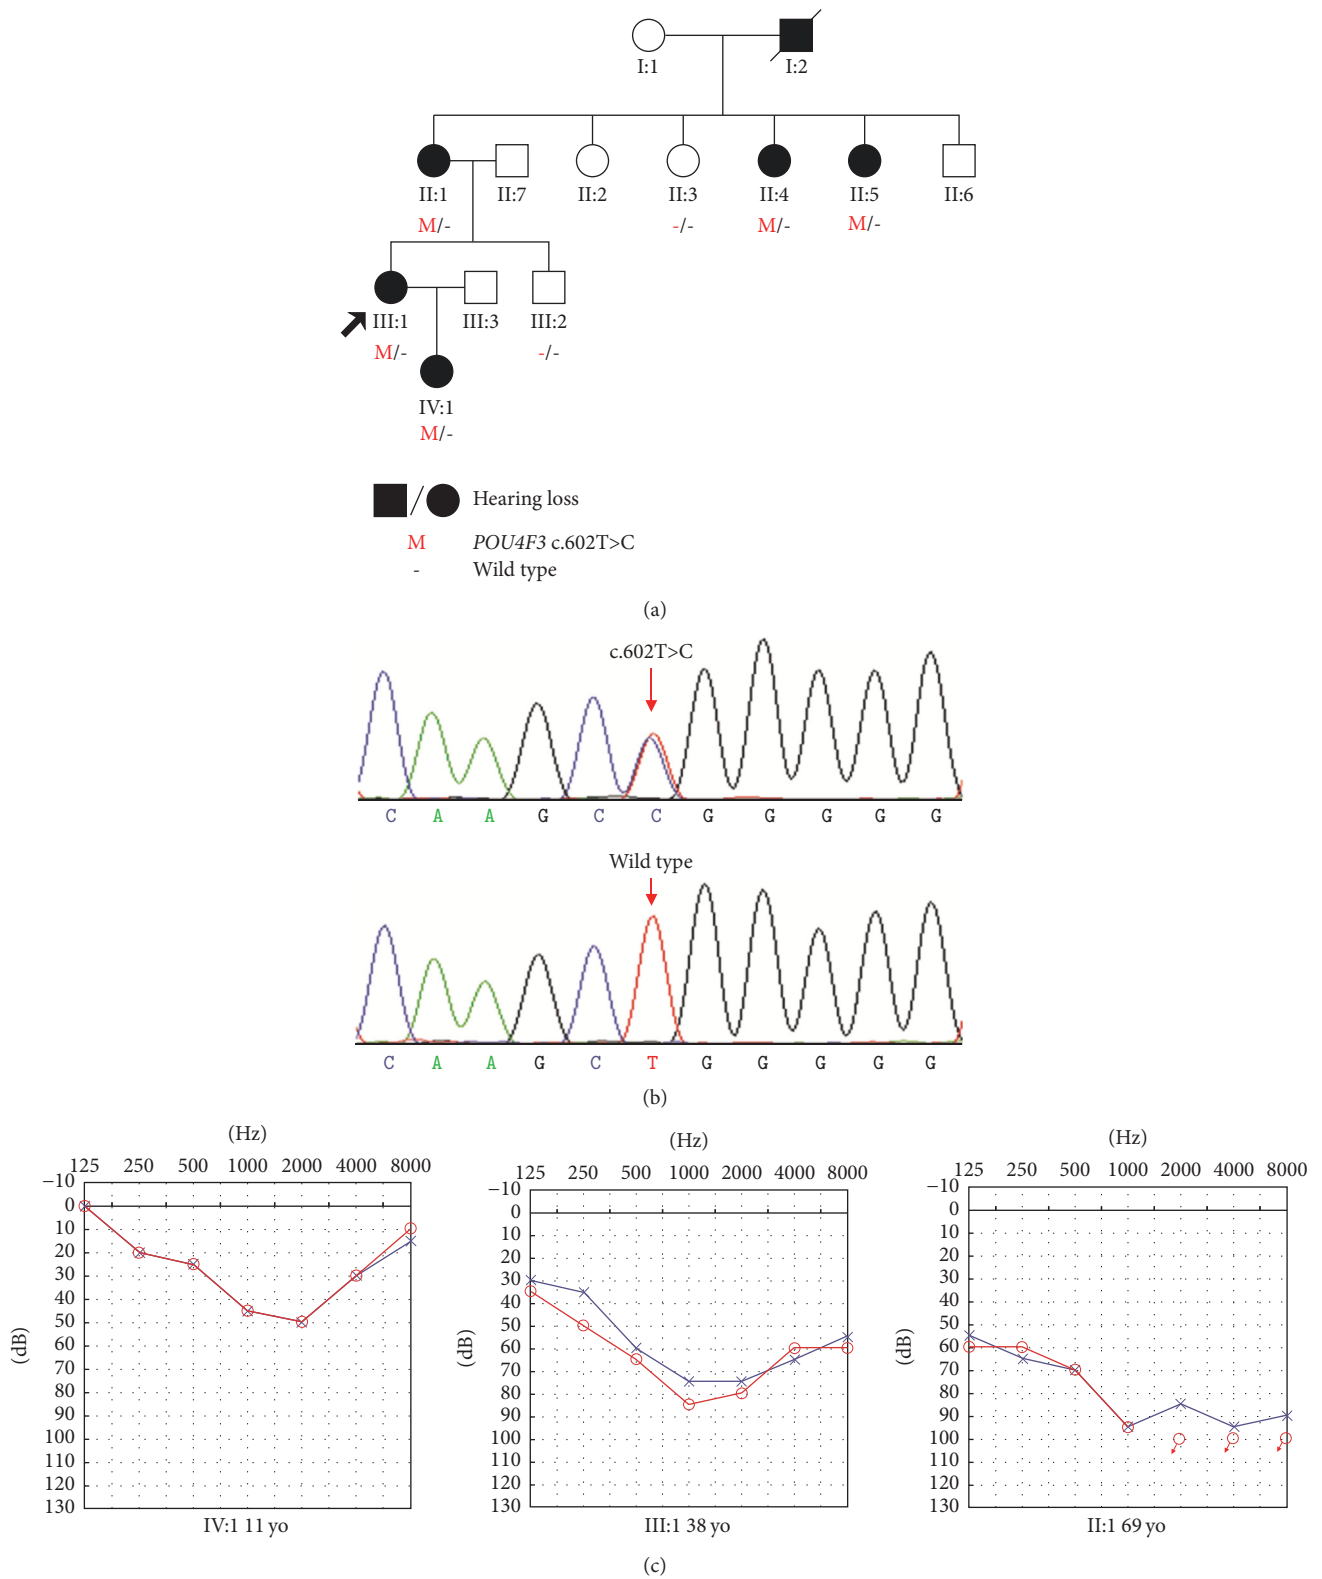 I:1 I:2
II:1 II:7 II:2 II:3 II:4 II:5 II:6
M/- -/- M/- M/-
III:1 III:3 III:2
M/- -/-
IV:1
M/-
Hearing loss
M POU4F3 c.602T>C
- Wild type
(a)
c.602T>C
C A A G C C G G G G G
Wild type
C A A G C T G G G G G
(b)
(Hz)
125 250 500 1000 2000 4000 8000
−10
0
10
20
30
40
50
60
70
80
90
100
110
120
130
(dB)
IV:1 11 yo
(Hz)
125 250 500 1000 2000 4000 8000
−10
0
10
20
30
40
50
60
70
80
90
100
110
120
130
(dB)
III:1 38 yo
(Hz)
125 250 500 1000 2000 4000 8000
−10
0
10
20
30
40
50
60
70
80
90
100
110
120
130
(dB)
II:1 69 yo
(c)